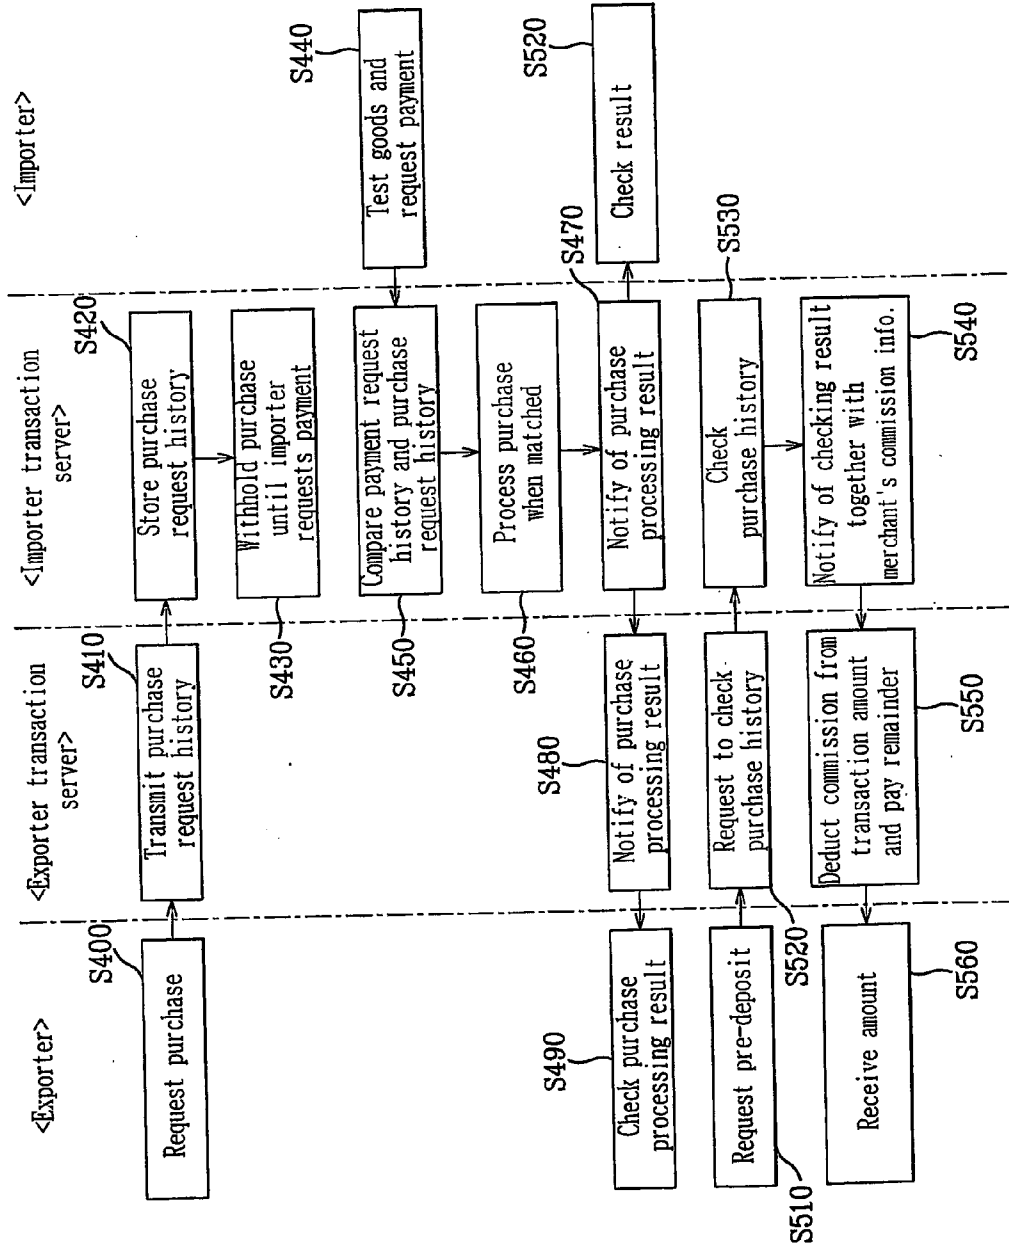 <Exporter>
<Exporter transaction
server>
<Importer transaction
server>
<Importer>
S400
Request purchase
S410
Transmit purchase
request history
S420
Store purchase
request history
Withhold purchase
until importer
requests payment
S430
S440
Test goods and
request payment
Compare payment request
history and purchase
request history
S450
Process purchase
when matched
S460
S470
Notify of purchase
processing result
S520
Check result
S480
Notify of purchase
processing result
S490
Check purchase
processing result
Request pre-deposit
S510
Request to check
purchase history
S520
Check
purchase history
S530
Notify of checking result
together with
merchant's commission info.
S540
Deduct commission from
transaction amount
and pay remainder
S550
Receive amount
S560